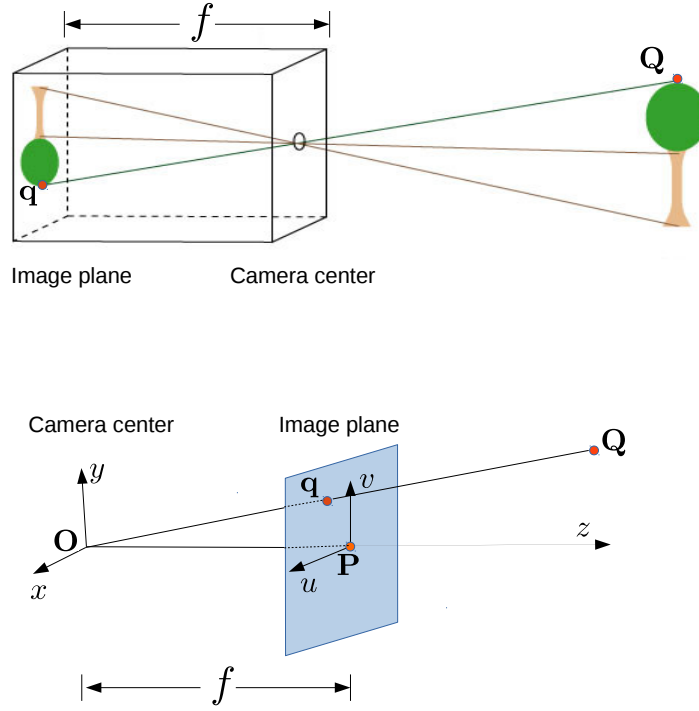 f
Q
q
Image plane
Camera center
Camera center
Image plane
Q
y
q
v
z
O
P
x
u
f